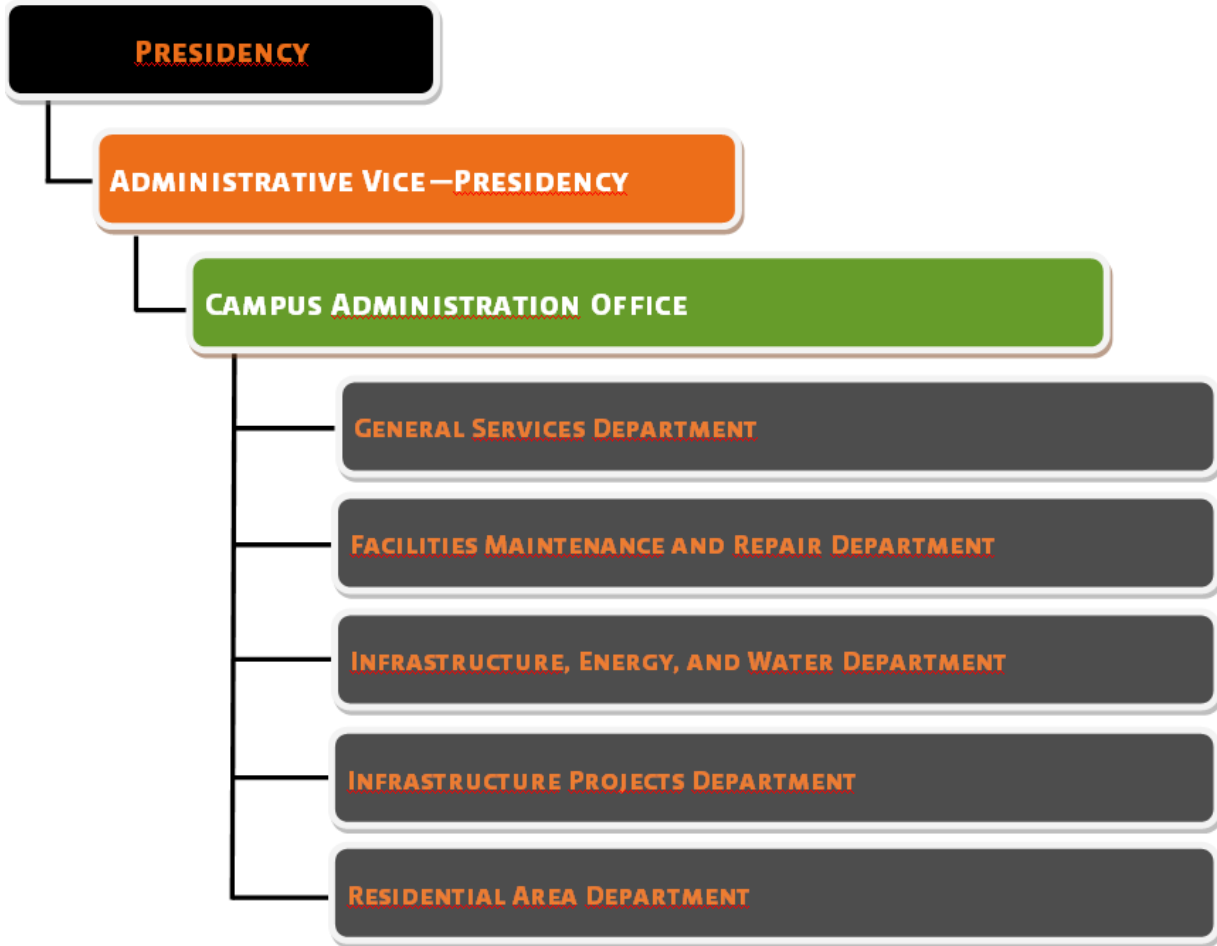 PRESIDENCY
ADMINISTRATIVE VICE–PRESIDENCY
CAMPUS ADMINISTRATION OFFICE
GENERAL SERVICES DEPARTMENT
FACILITIES MAINTENANCE AND REPAIR DEPARTMENT
INFRASTRUCTURE, ENERGY, AND WATER DEPARTMENT
INFRASTRUCTURE PROJECTS DEPARTMENT
RESIDENTIAL AREA DEPARTMENT